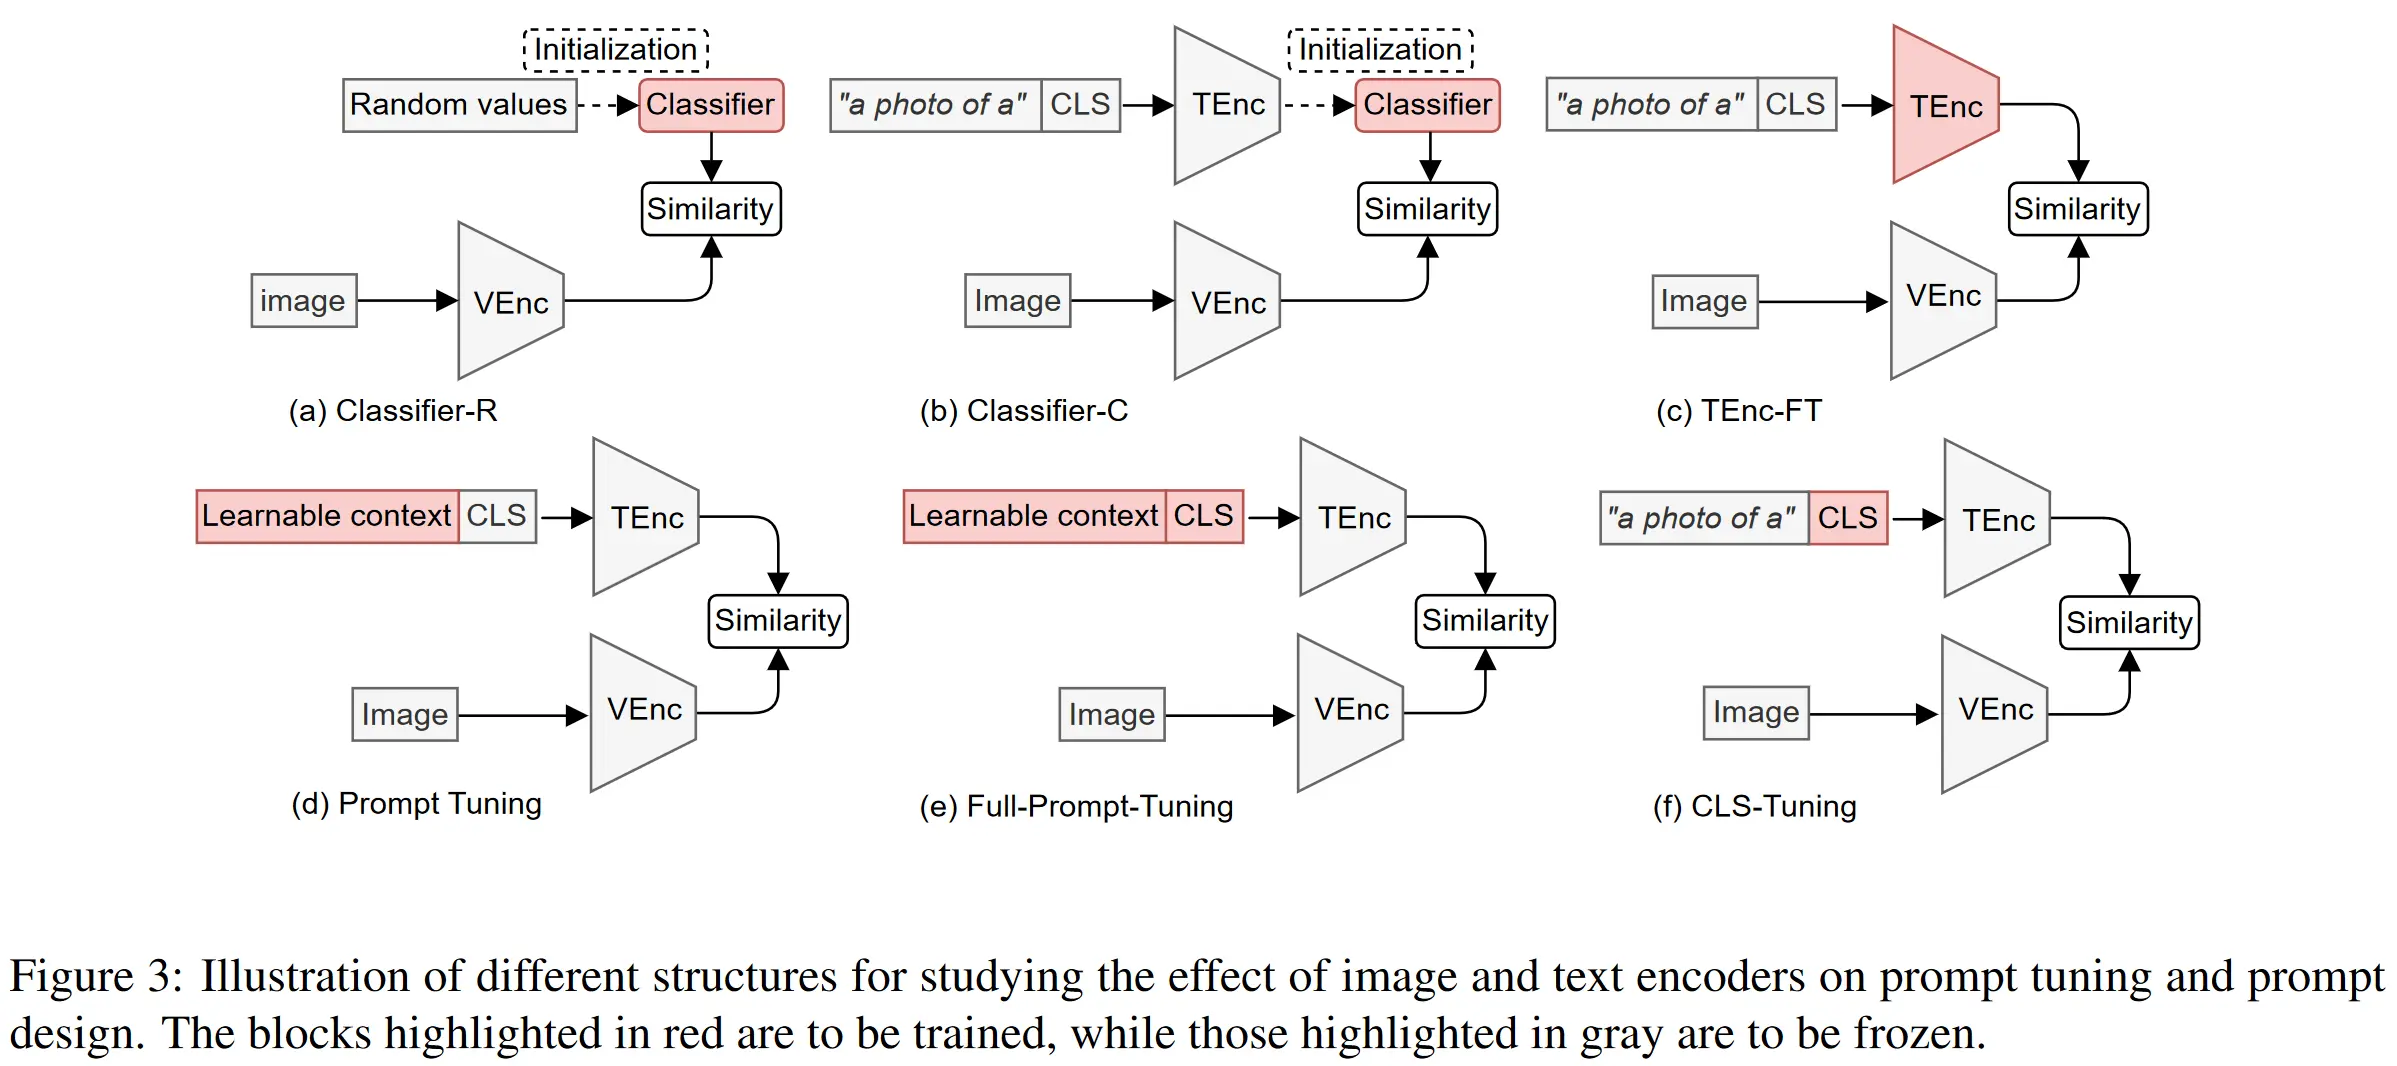 Initialization
Random values
Classifier
Similarity
image
VEnc
(a) Classifier-R
Initialization
"a photo of a" CLS
TEnc
Classifier
Similarity
Image
VEnc
(b) Classifier-C
"a photo of a" CLS
TEnc
Similarity
Image
VEnc
(c) TEnc-FT
Learnable context CLS
TEnc
Similarity
Image
VEnc
(d) Prompt Tuning
Learnable context CLS
TEnc
Similarity
Image
VEnc
(e) Full-Prompt-Tuning
"a photo of a" CLS
TEnc
Similarity
Image
VEnc
(f) CLS-Tuning
Figure 3: Illustration of different structures for studying the effect of image and text encoders on prompt tuning and prompt
design. The blocks highlighted in red are to be trained, while those highlighted in gray are to be frozen.